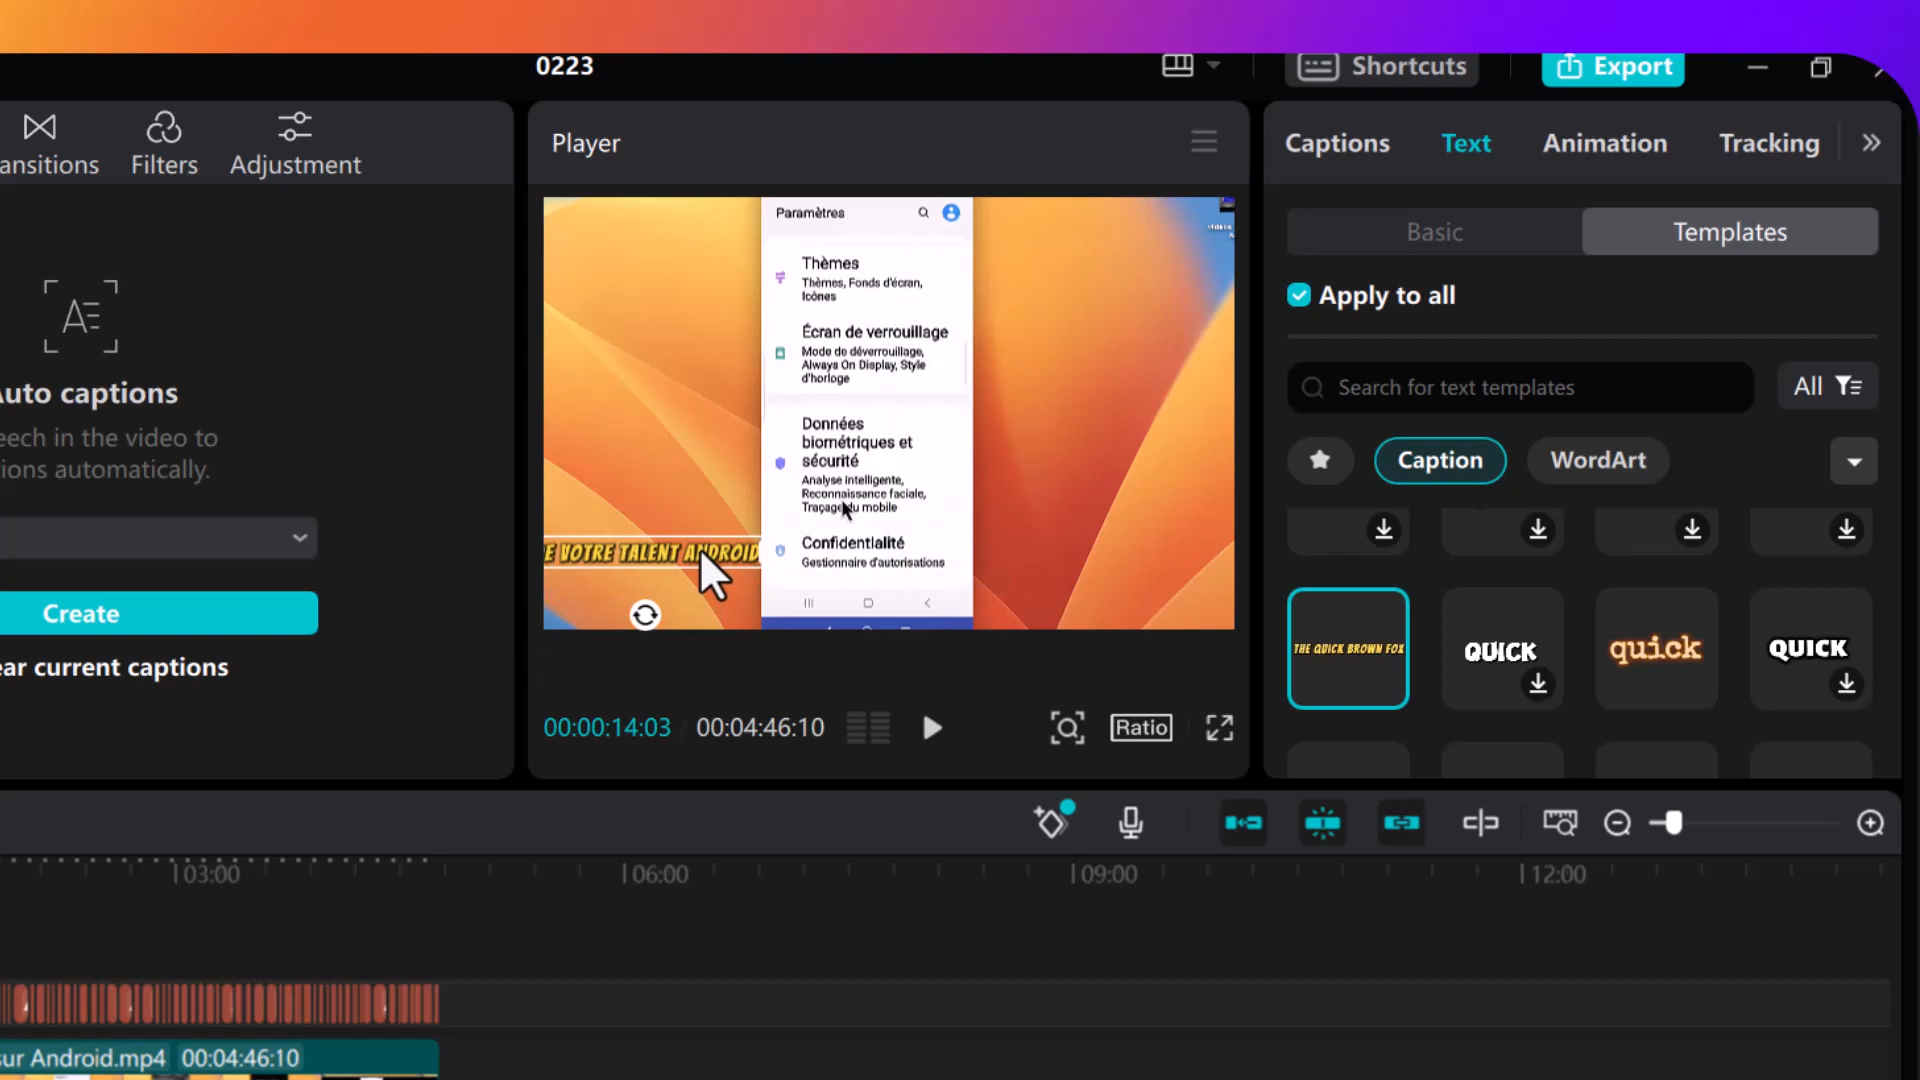 0223
Shortcuts
Export
ansitions
Filters
Adjustment
Player
Captions
Text
Animation
Tracking
Basic
Templates
Apply to all
Search for text templates
All
Caption
WordArt
Paramètres
Thèmes
Thèmes, Fonds d'écran,
Icônes
Écran de verrouillage
Mode de déverrouillage,
Always On Display, Style
d'horloge
Données
biométriques et
sécurité
Analyse intelligente,
Reconnaissance faciale,
Traçage du mobile
Confidentialité
Gestionnaire d'autorisations
E VOTRE TALENT ANDROID
uto captions
eech in the video to
ions automatically.
Create
ear current captions
THE QUICK BROWN FOX
QUICK
quick
QUICK
00:00:14:03 / 00:04:46:10
Ratio
03:00
06:00
09:00
12:00
sur Android.mp4 00:04:46:10